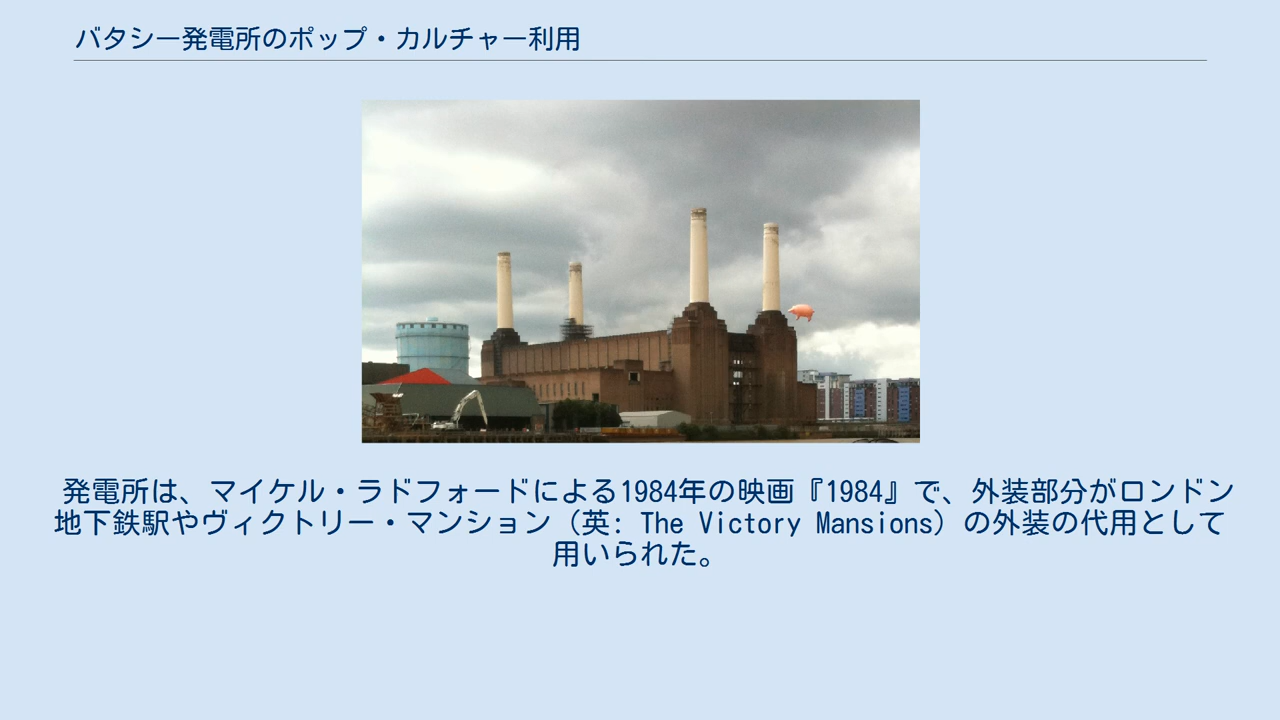 バタシー発電所のポップ・カルチャー利用
発電所は、マイケル・ラドフォードによる1984年の映画『1984』で、外装部分がロンドン
地下鉄駅やヴィクトリー・マンション（英: The Victory Mansions）の外装の代用として
用いられた。